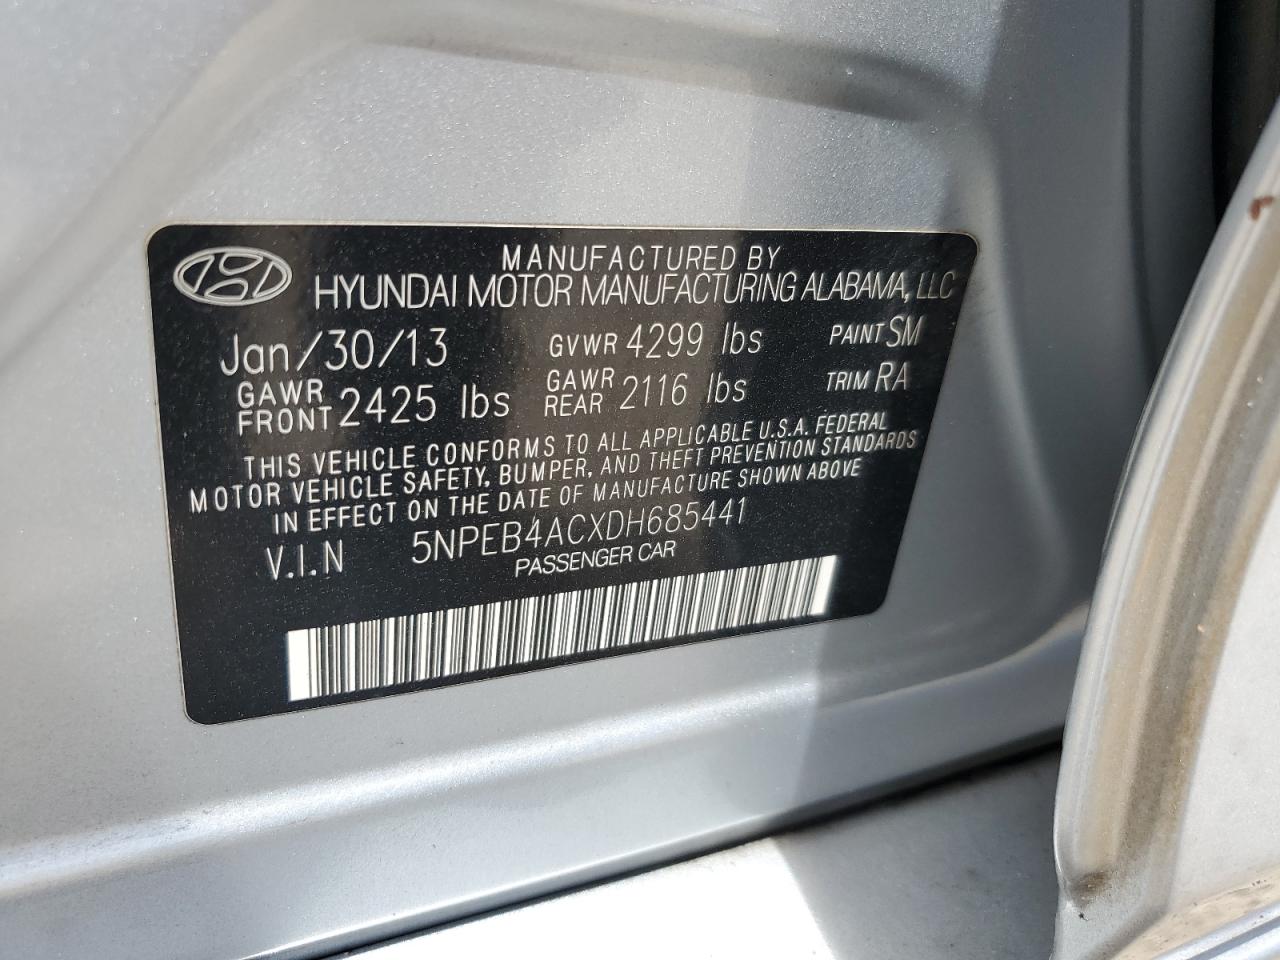 MANUFACTURED BY
HYUNDAI MOTOR MANUFACTURING ALABAMA, LLC
Jan/30/13 GVWR 4299 lbs PAINT SM
GAWR FRONT 2425 lbs GAWR REAR 2116 lbs TRIM RA
THIS VEHICLE CONFORMS TO ALL APPLICABLE U.S.A. FEDERAL
MOTOR VEHICLE SAFETY, BUMPER, AND THEFT PREVENTION STANDARDS
IN EFFECT ON THE DATE OF MANUFACTURE SHOWN ABOVE
V.I.N 5NPEB4ACXDH685441
PASSENGER CAR